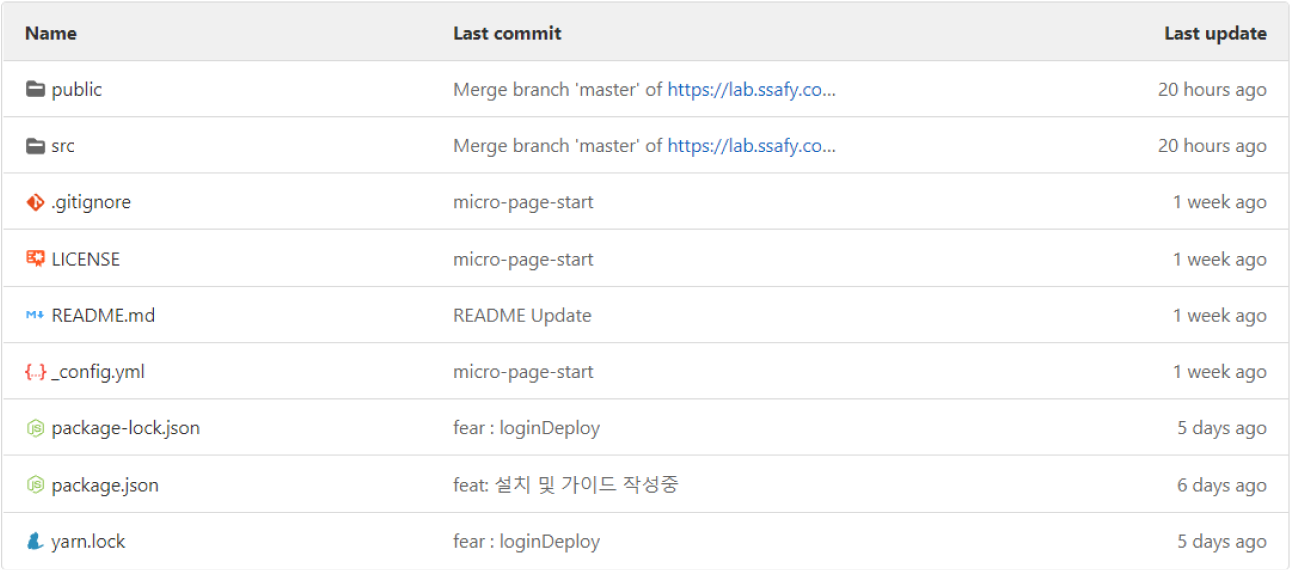 Name Last commit Last update
public Merge branch 'master' of https://lab.ssafy.co... 20 hours ago
src Merge branch 'master' of https://lab.ssafy.co... 20 hours ago
.gitignore micro-page-start 1 week ago
LICENSE micro-page-start 1 week ago
README.md README Update 1 week ago
_config.yml micro-page-start 1 week ago
package-lock.json fear : loginDeploy 5 days ago
package.json feat: 설치 및 가이드 작성중 6 days ago
yarn.lock fear : loginDeploy 5 days ago